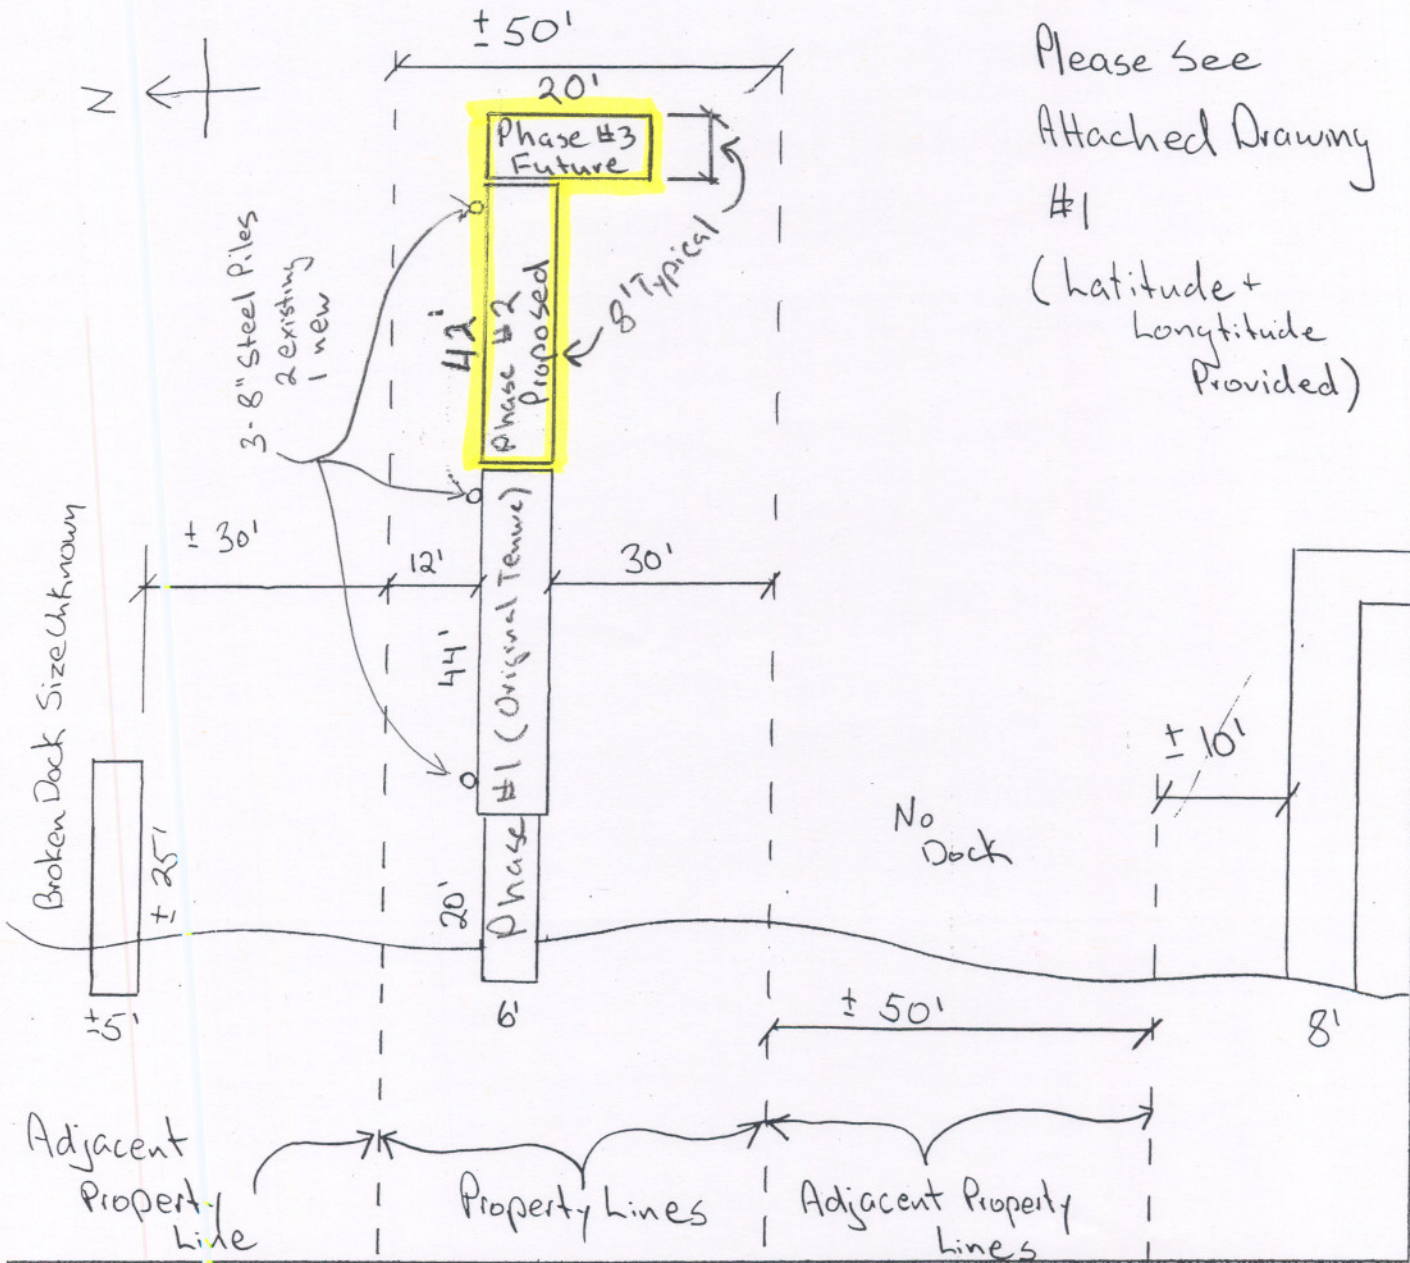 ± 50'
Please See
Attached Drawing
#1
(Latitude +
Longtitude
Provided)
N
20'
Phase #3
Future
8' Typical
3-8" Steel Piles
2 existing
1 new
42'
Phase #2
Proposed
± 30'
12'
30'
44'
Phase #1 (Original Tenure)
20'
6'
Broken Dock Size Unknown
± 25'
±5'
No
Dock
± 10'
± 50'
8'
Adjacent
Property
Line
Property Lines
Adjacent Property
Lines